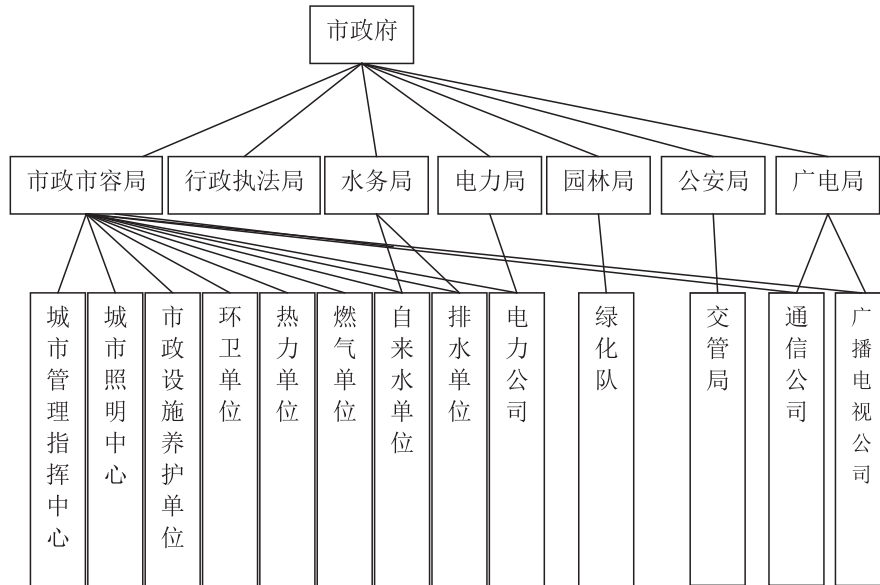 市政府
市政市容局
行政执法局
水务局
电力局
园林局
公安局
广电局
城市管理指挥中心
城市照明中心
市政设施养护单位
环卫单位
热力单位
燃气单位
自来水单位
排水单位
电力公司
绿化队
交管局
通信公司
广播电视公司